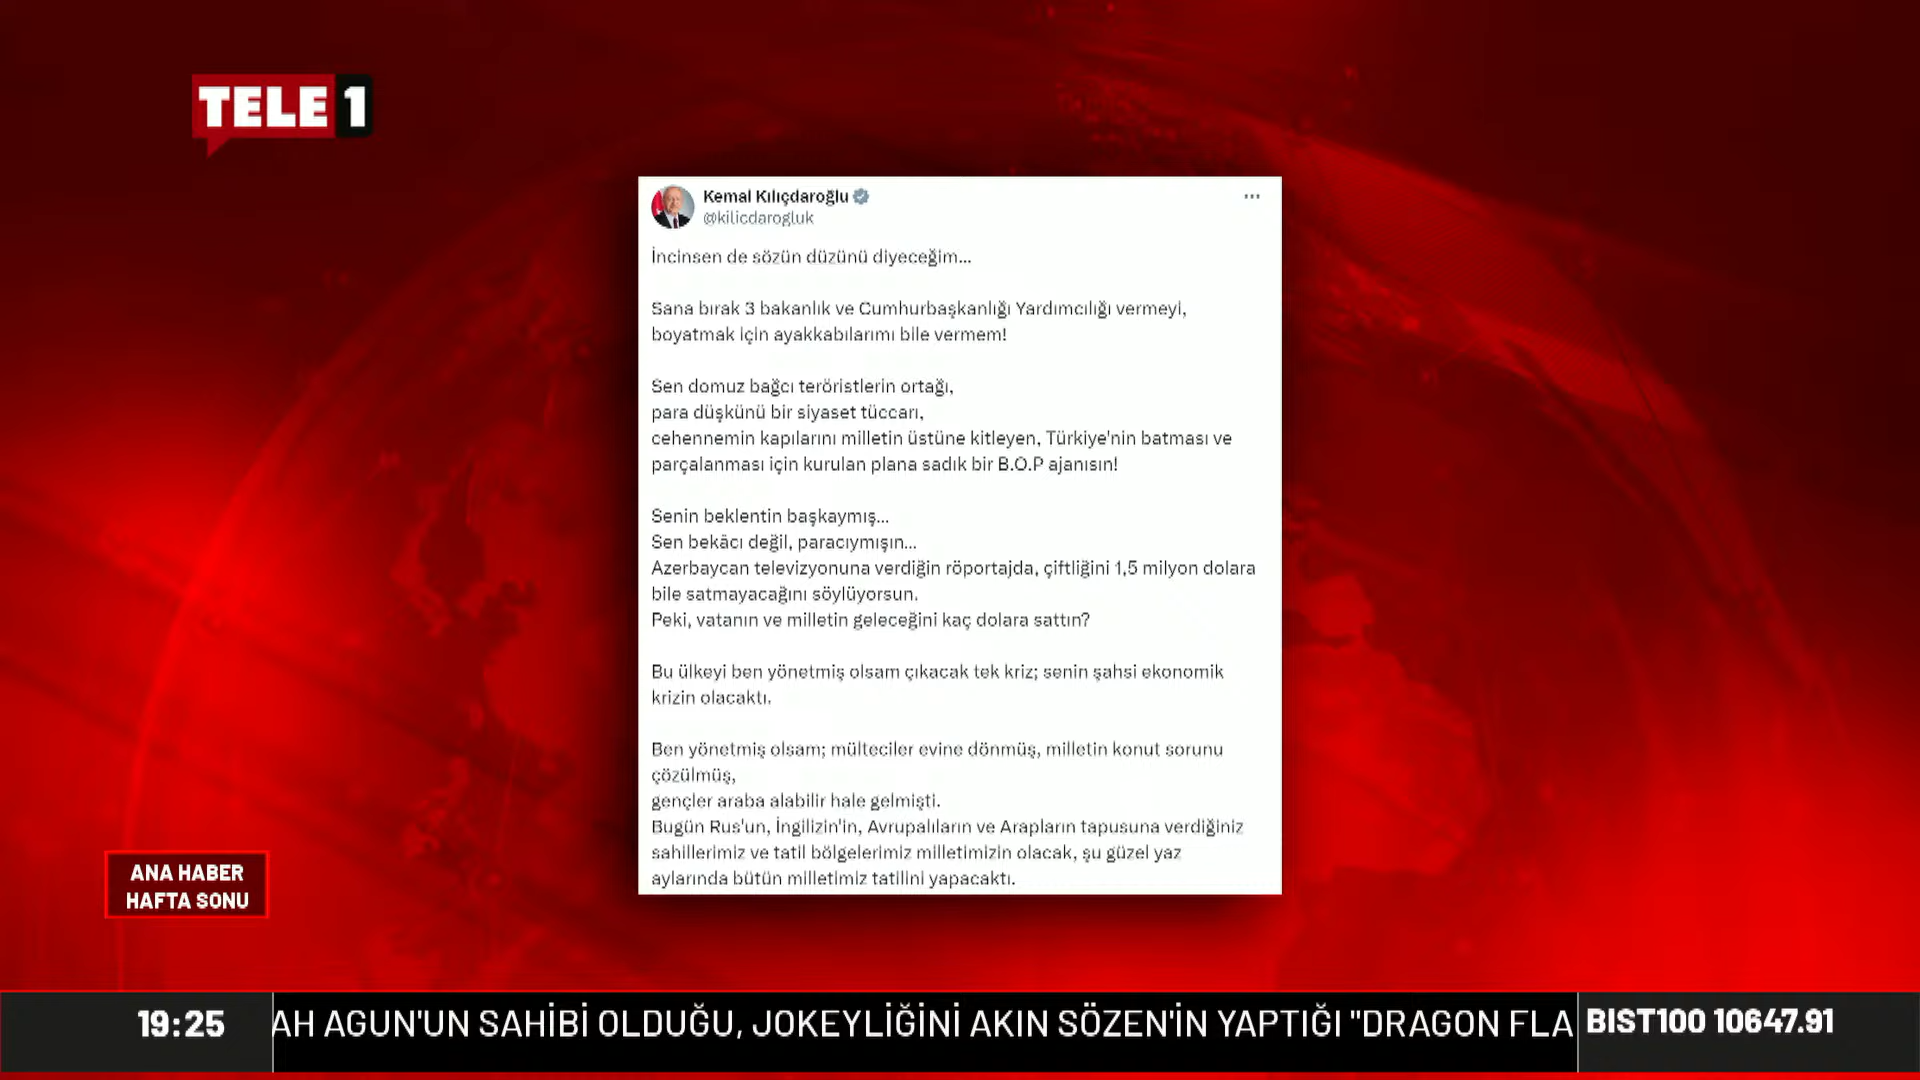 TELE 1
Kemal Kılıçdaroğlu
@kilicdarogluk
İncinsen de sözün düzünü diyeceğim...
Sana bırak 3 bakanlık ve Cumhurbaşkanlığı Yardımcılığı vermeyi,
boyatmak için ayakkabılarımı bile vermem!
Sen domuz bağcı teröristlerin ortağı,
para düşkünü bir siyaset tüccarı,
cehennemin kapılarını milletin üstüne kitleyen, Türkiye'nin batması ve
parçalanması için kurulan plana sadık bir B.O.P ajanısın!
Senin beklentin başkaymış...
Sen bekâcı değil, paracıymışın...
Azerbaycan televizyonuna verdiğin röportajda, çiftliğini 1,5 milyon dolara
bile satmayacağını söylüyorsun.
Peki, vatanın ve milletin geleceğini kaç dolara sattın?
Bu ülkeyi ben yönetmiş olsam çıkacak tek kriz; senin şahsi ekonomik
krizin olacaktı.
Ben yönetmiş olsam; mülteciler evine dönmüş, milletin konut sorunu
çözülmüş,
gençler araba alabilir hale gelmişti.
Bugün Rus'un, İngilizin'in, Avrupalıların ve Arapların tapusuna verdiğiniz
sahillerimiz ve tatil bölgelerimiz milletimizin olacak, şu güzel yaz
aylarında bütün milletimiz tatilini yapacaktı.
ANA HABER
HAFTA SONU
19:25
AH AGUN'UN SAHİBİ OLDUĞU, JOKEYLİĞİNİ AKIN SÖZEN'İN YAPTIĞI "DRAGON FLA
BIST100 10647.91